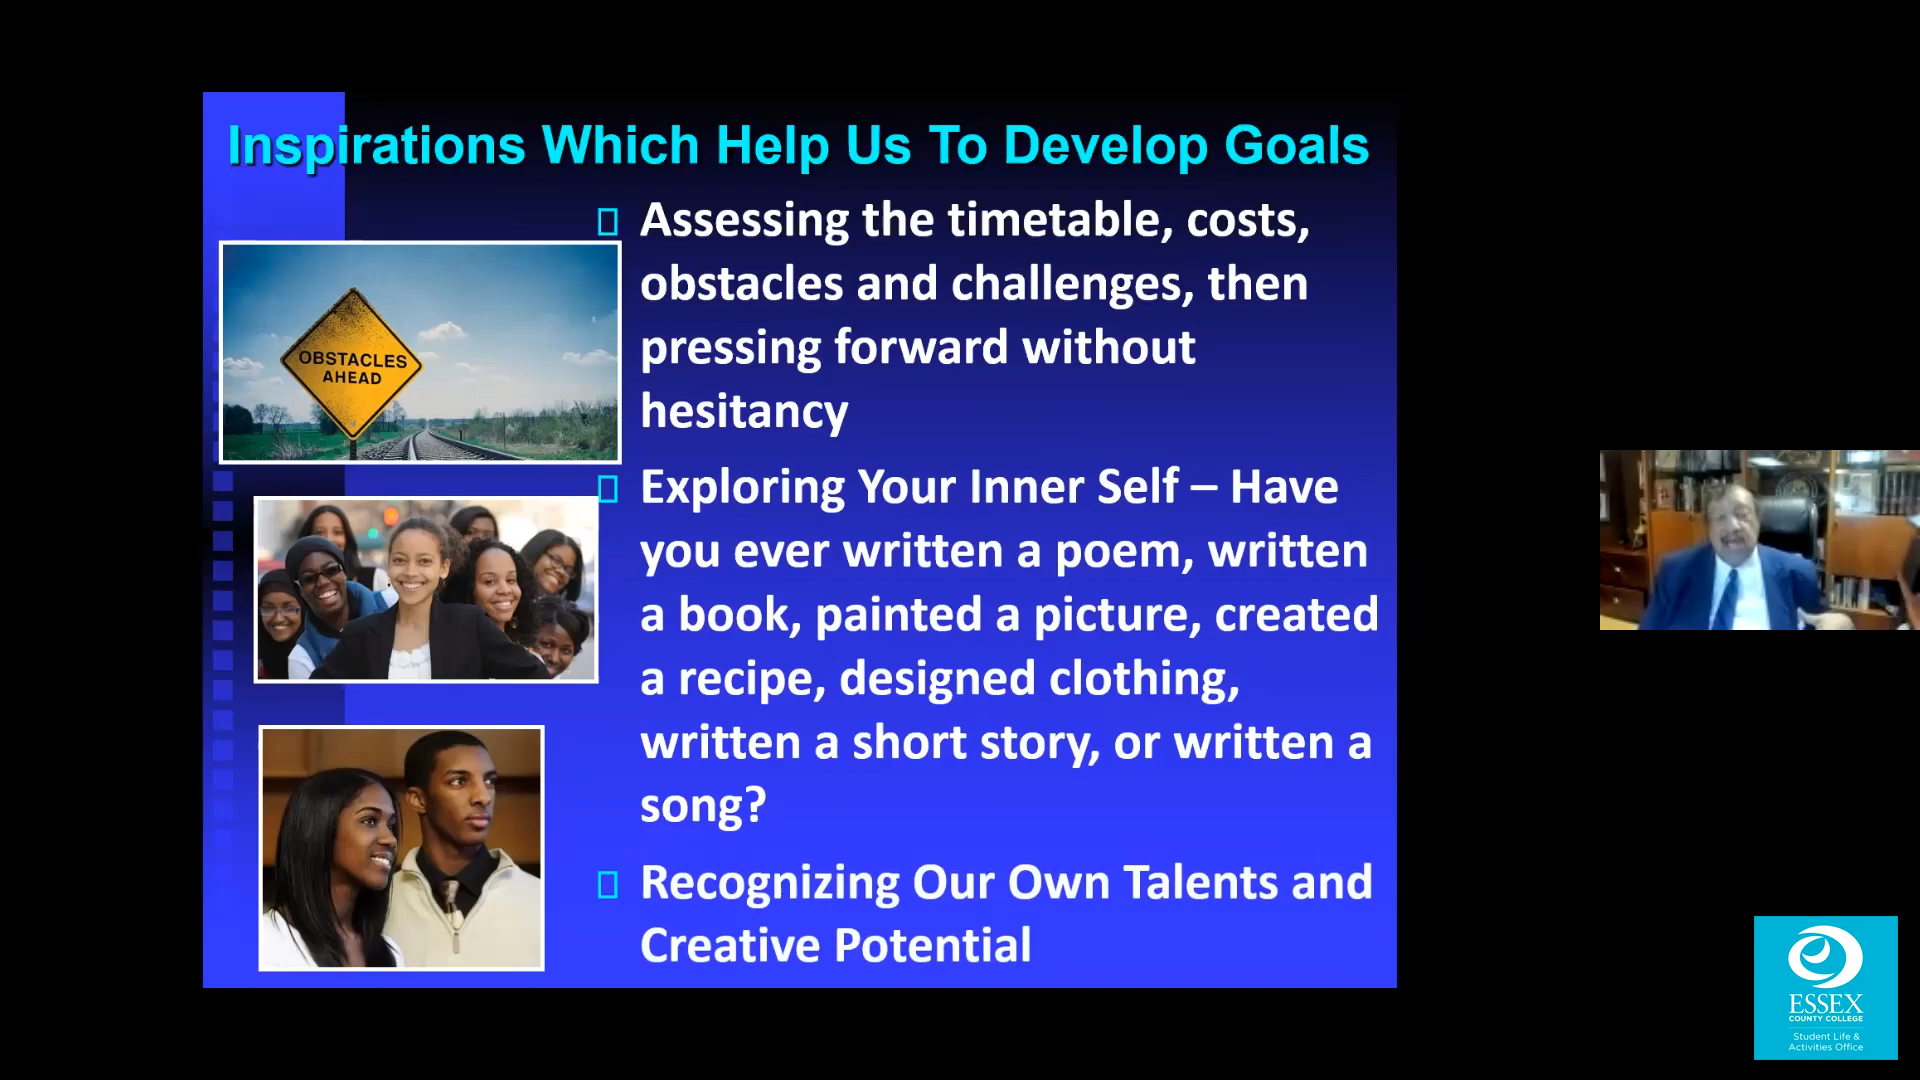 Inspirations Which Help Us To Develop Goals
Assessing the timetable, costs,
obstacles and challenges, then
pressing forward without
hesitancy
OBSTACLES
AHEAD
Exploring Your Inner Self – Have
you ever written a poem, written
a book, painted a picture, created
a recipe, designed clothing,
written a short story, or written a
song?
Recognizing Our Own Talents and
Creative Potential
ESSEX
COUNTY COLLEGE
Student Life &
Activities Office